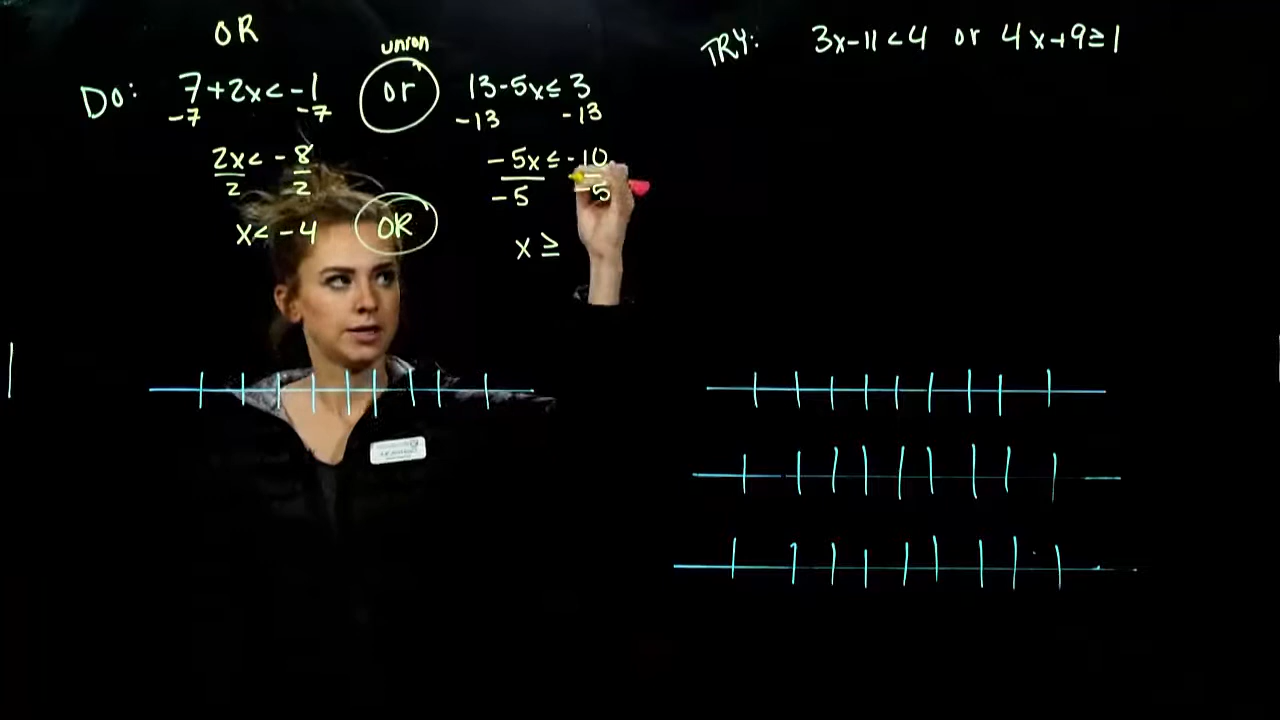 OR
union
DO: 7+2x < -1 or 13-5x ≤ 3
-7 -7 -13 -13
2x < -8 -5x ≤ -10
2 2 -5 -5
x < -4 OR x ≥
TRY: 3x-11 < 4 or 4x+9 ≥ 1